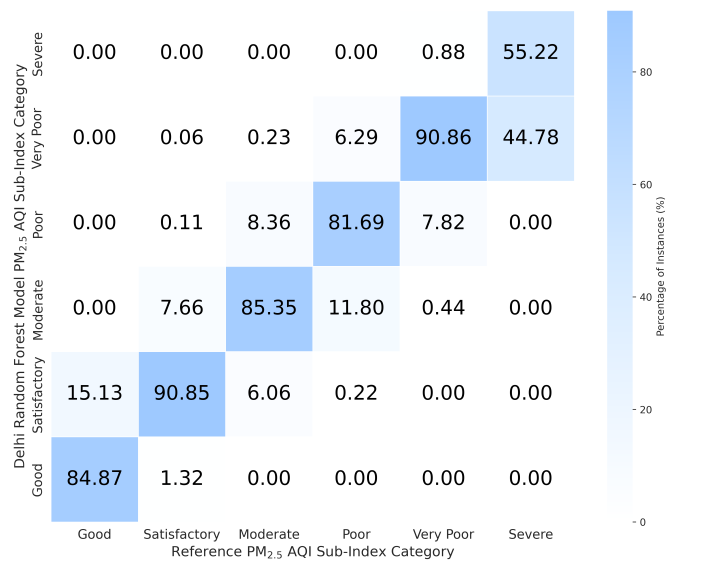 Delhi Random Forest Model PM2.5 AQI Sub-Index Category
Severe
0.00 0.00 0.00 0.00 0.88 55.22
Very Poor
0.00 0.06 0.23 6.29 90.86 44.78
Poor
0.00 0.11 8.36 81.69 7.82 0.00
Moderate
0.00 7.66 85.35 11.80 0.44 0.00
Satisfactory
15.13 90.85 6.06 0.22 0.00 0.00
Good
84.87 1.32 0.00 0.00 0.00 0.00
Good Satisfactory Moderate Poor Very Poor Severe
Reference PM2.5 AQI Sub-Index Category
80
60
40
20
0
Percentage of Instances (%)